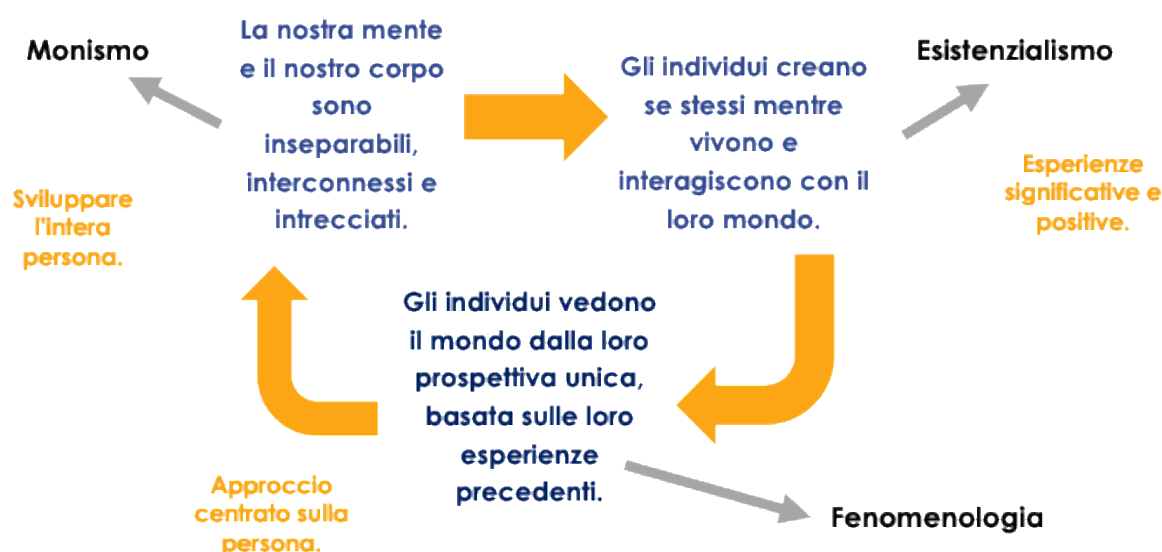 Monismo
La nostra mente
e il nostro corpo
sono
inseparabili,
interconnessi e
intrecciati.
Gli individui creano
se stessi mentre
vivono e
interagiscono con il
loro mondo.
Esistenzialismo
Sviluppare
l'intera
persona.
Esperienze
significative e
positive.
Gli individui vedono
il mondo dalla loro
prospettiva unica,
basata sulle loro
esperienze
precedenti.
Approccio
centrato sulla
persona.
Fenomenologia